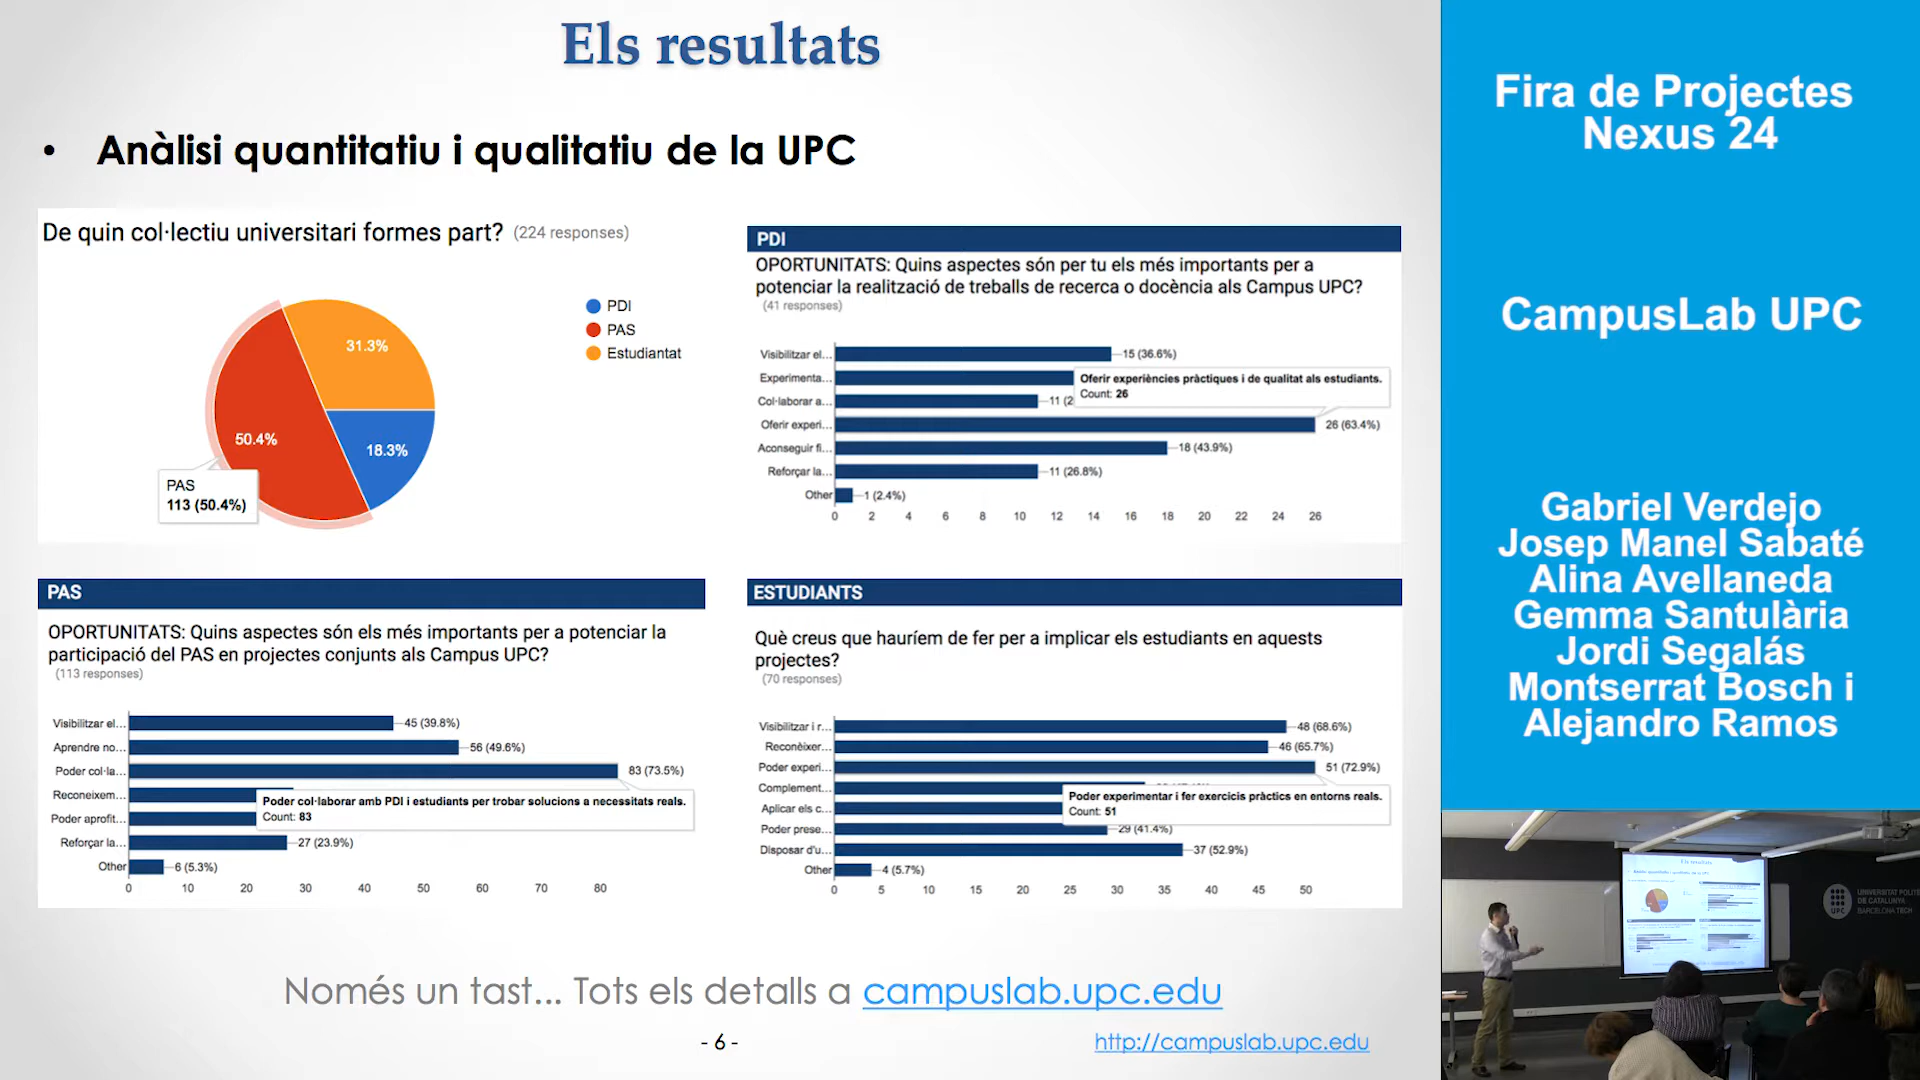 Els resultats
• Anàlisi quantitatiu i qualitatiu de la UPC
De quin col·lectiu universitari formes part? (224 responses)
PDI
PAS
Estudiantat
31.3%
50.4%
18.3%
PAS
113 (50.4%)
PDI
OPORTUNITATS: Quins aspectes són per tu els més importants per a
potenciar la realització de treballs de recerca o docència als Campus UPC?
(41 responses)
Visibilitzar el... 15 (36.6%)
Experimenta...
Col·laborar a... 11 (2
Oferir experi... 26 (63.4%)
Aconseguir fi... 18 (43.9%)
Reforçar la... 11 (26.8%)
Other 1 (2.4%)
Oferir experiències pràctiques i de qualitat als estudiants.
Count: 26
0 2 4 6 8 10 12 14 16 18 20 22 24 26
PAS
OPORTUNITATS: Quins aspectes són els més importants per a potenciar la
participació del PAS en projectes conjunts als Campus UPC?
(113 responses)
Visibilitzar el... 45 (39.8%)
Aprendre no... 56 (49.6%)
Poder col·la... 83 (73.5%)
Reconeixem...
Poder aprofit...
Reforçar la... 27 (23.9%)
Other 6 (5.3%)
Poder col·laborar amb PDI i estudiants per trobar solucions a necessitats reals.
Count: 83
0 10 20 30 40 50 60 70 80
ESTUDIANTS
Què creus que hauríem de fer per a implicar els estudiants en aquests
projectes?
(70 responses)
Visibilitzar i r... 48 (68.6%)
Reconèixer... 46 (65.7%)
Poder experi... 51 (72.9%)
Complement...
Aplicar els c...
Poder prese... 29 (41.4%)
Disposar d'u... 37 (52.9%)
Other 4 (5.7%)
Poder experimentar i fer exercicis pràctics en entorns reals.
Count: 51
0 5 10 15 20 25 30 35 40 45 50
Només un tast... Tots els detalls a campuslab.upc.edu
- 6 -
http://campuslab.upc.edu
Fira de Projectes
Nexus 24
CampusLab UPC
Gabriel Verdejo
Josep Manel Sabaté
Alina Avellaneda
Gemma Santulària
Jordi Segalás
Montserrat Bosch i
Alejandro Ramos
Els resultats
UPC
UNIVERSITAT POLITÈ
DE CATALUNYA
BARCELONA TECH